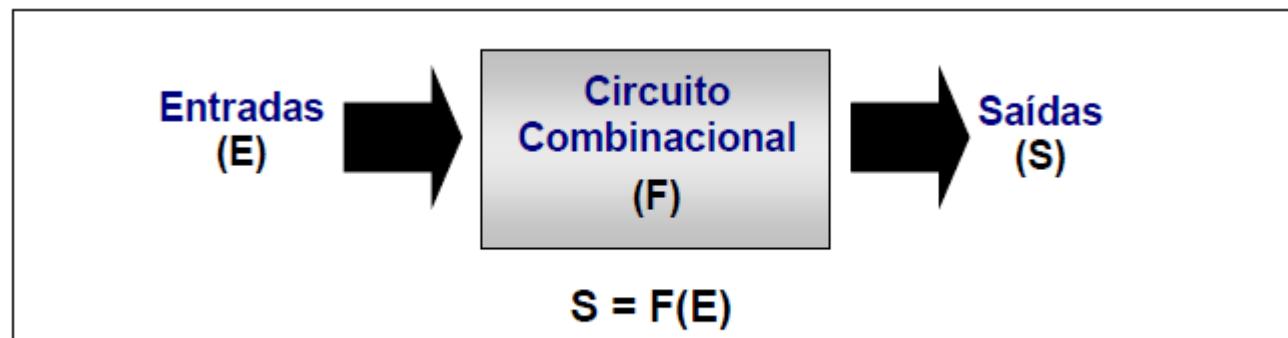 Entradas
(E)
Circuito
Combinacional
(F)
Saídas
(S)
S = F(E)